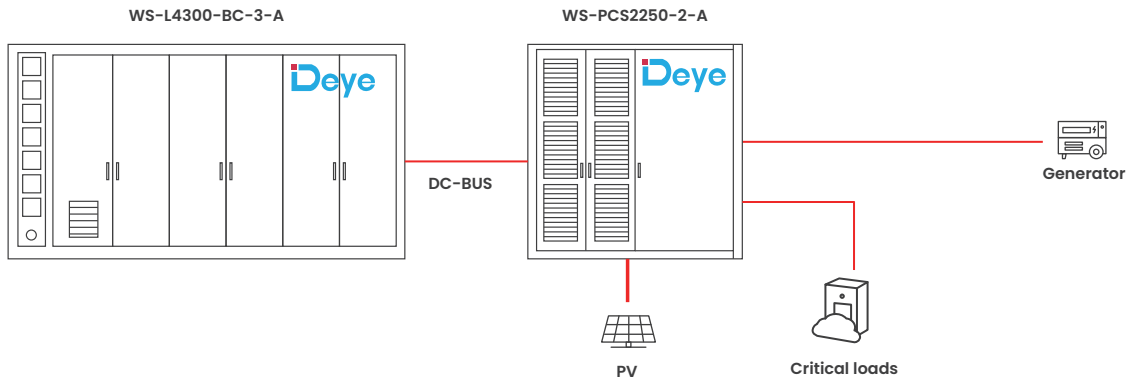 WS-L4300-BC-3-A
WS-PCS2250-2-A
Deye
Deye
DC-BUS
Generator
PV
Critical loads